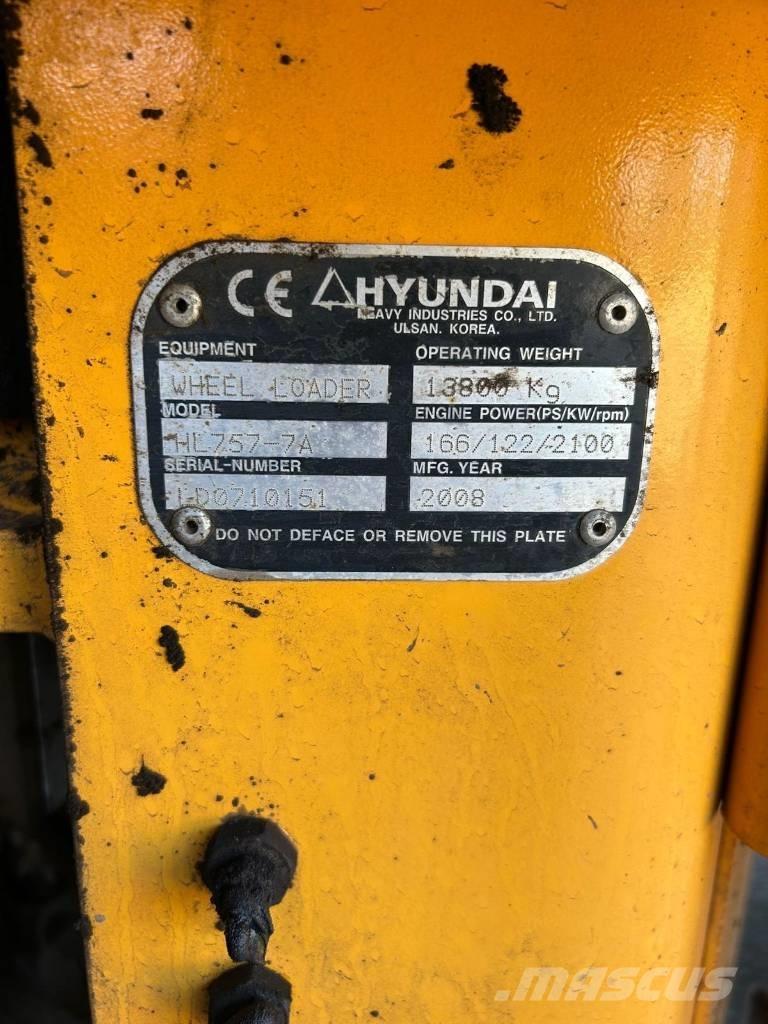 CE HYUNDAI
HEAVY INDUSTRIES CO., LTD.
ULSAN. KOREA.
EQUIPMENT OPERATING WEIGHT
WHEEL LOADER 13800 Kg
MODEL ENGINE POWER(PS/KW/rpm)
HL757-7A 166/122/2100
SERIAL-NUMBER MFG. YEAR
LD0710151 2008
DO NOT DEFACE OR REMOVE THIS PLATE
mascus